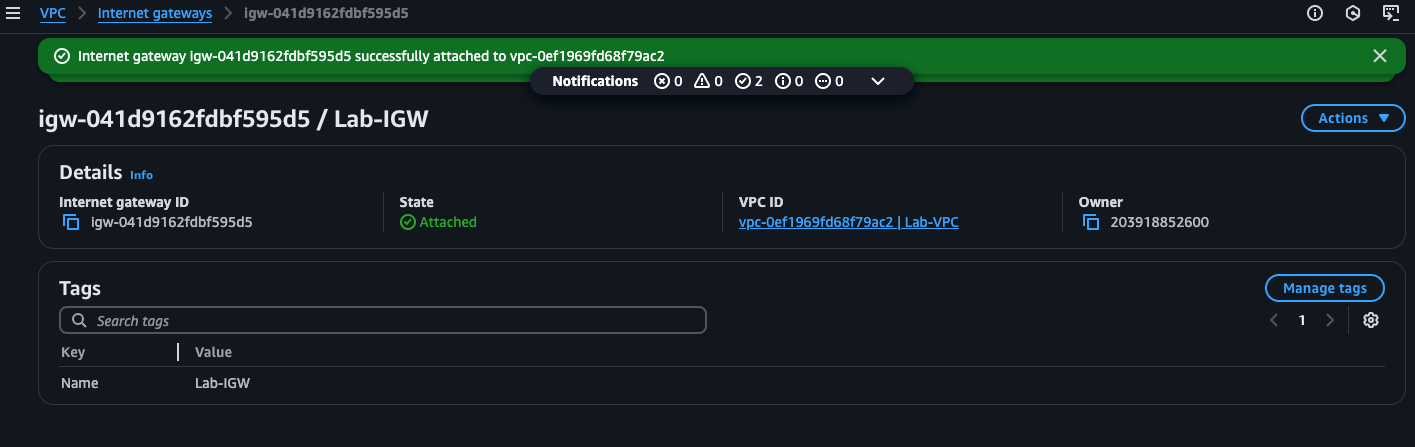 VPC > Internet gateways > igw-041d9162fdbf595d5
Internet gateway igw-041d9162fdbf595d5 successfully attached to vpc-0ef1969fd68f79ac2
Notifications 0 0 2 0 0
igw-041d9162fdbf595d5 / Lab-IGW
Actions
Details Info
Internet gateway ID
igw-041d9162fdbf595d5
State
Attached
VPC ID
vpc-0ef1969fd68f79ac2 | Lab-VPC
Owner
203918852600
Tags
Manage tags
Search tags
1
Key Value
Name Lab-IGW